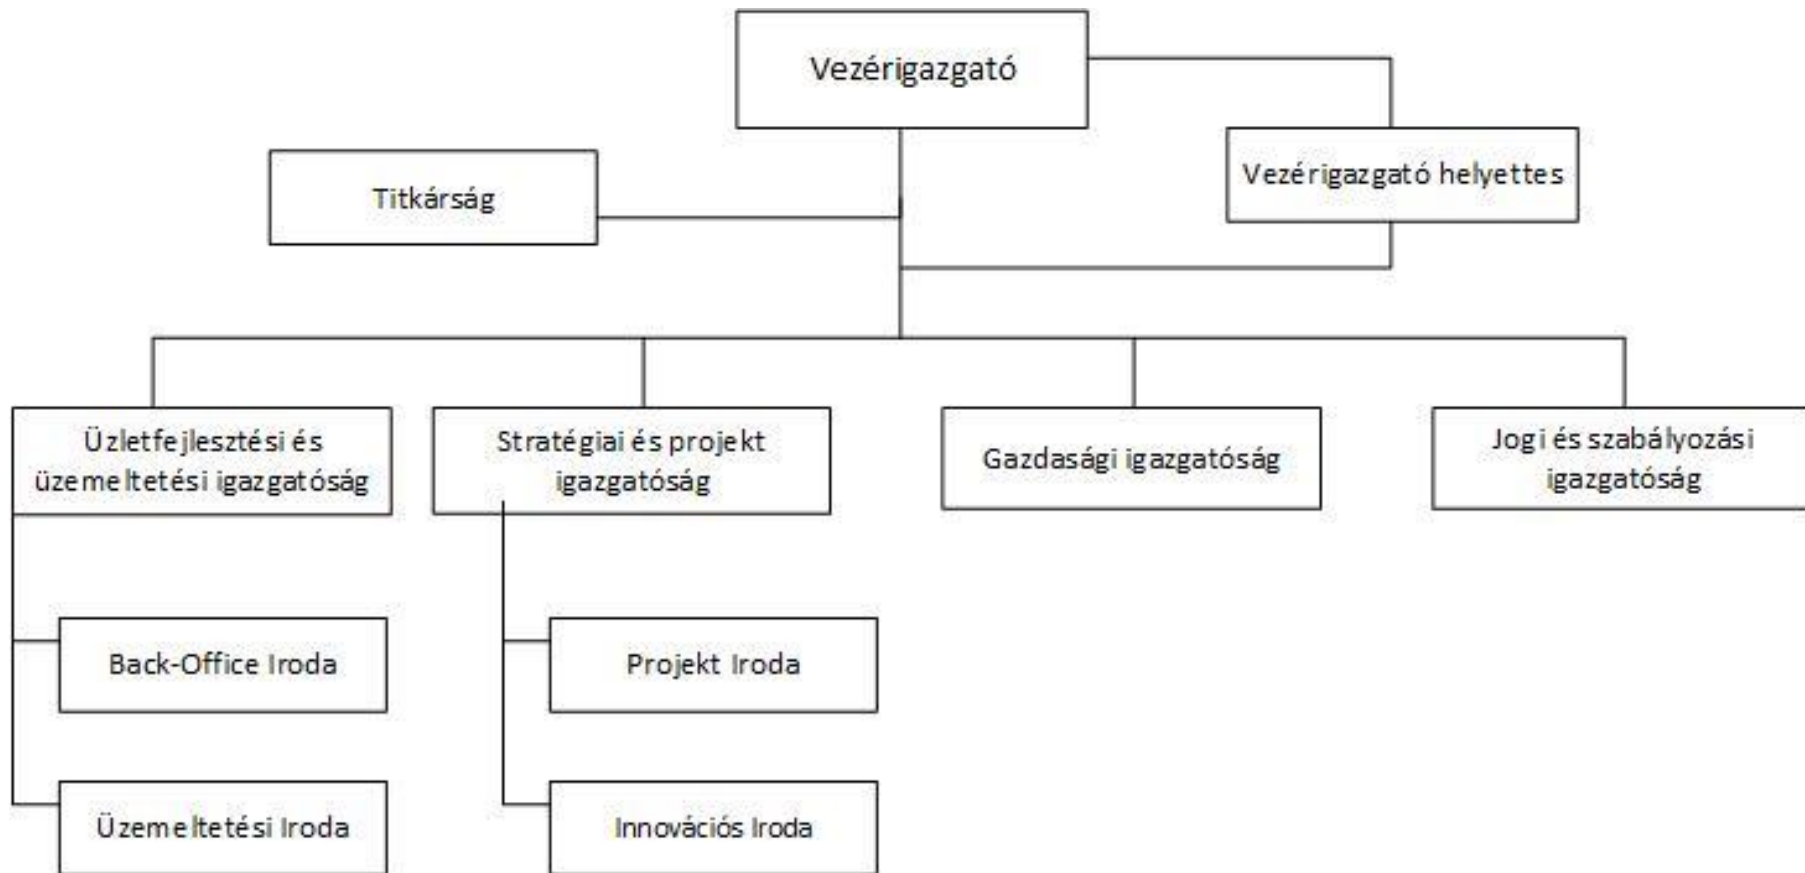 Vezérigazgató
Vezérigazgató helyettes
Titkárság
Üzletfejlesztési és
üzemeltetési igazgatóság
Stratégiai és projekt
igazgatóság
Gazdasági igazgatóság
Jogi és szabályozási
igazgatóság
Back-Office Iroda
Projekt Iroda
Üzemeltetési Iroda
Innovációs Iroda